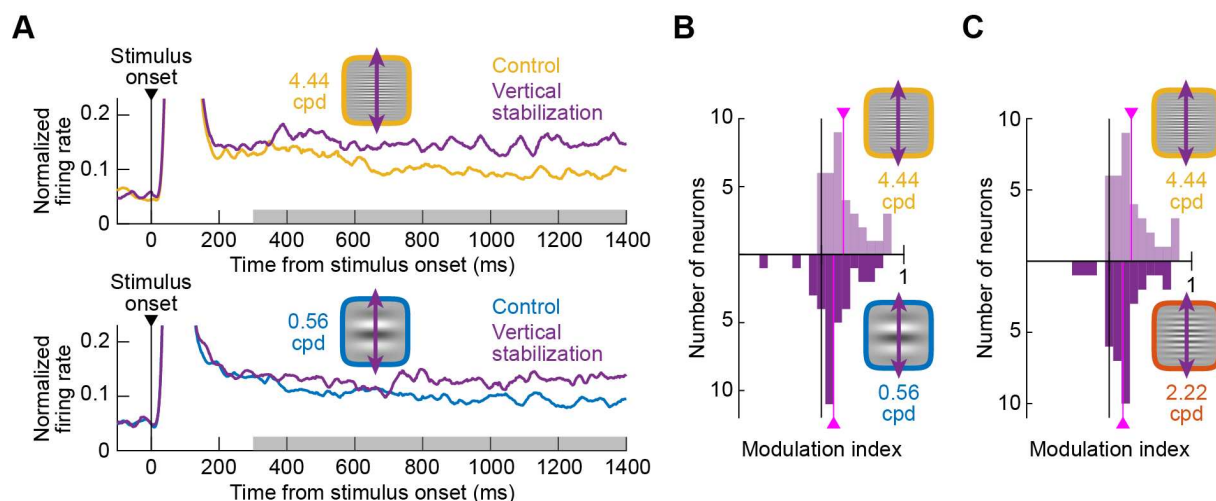 A
Stimulus
onset
4.44
cpd
Control
Vertical
stabilization
Normalized
firing rate
0.2
0.1
0
0 200 400 600 800 1000 1200 1400
Time from stimulus onset (ms)
Stimulus
onset
0.56
cpd
Control
Vertical
stabilization
Normalized
firing rate
0.2
0.1
0
0 200 400 600 800 1000 1200 1400
Time from stimulus onset (ms)
B
10
5
4.44
cpd
Number of neurons
1
5
10
0.56
cpd
Modulation index
C
10
5
4.44
cpd
Number of neurons
1
5
10
2.22
cpd
Modulation index